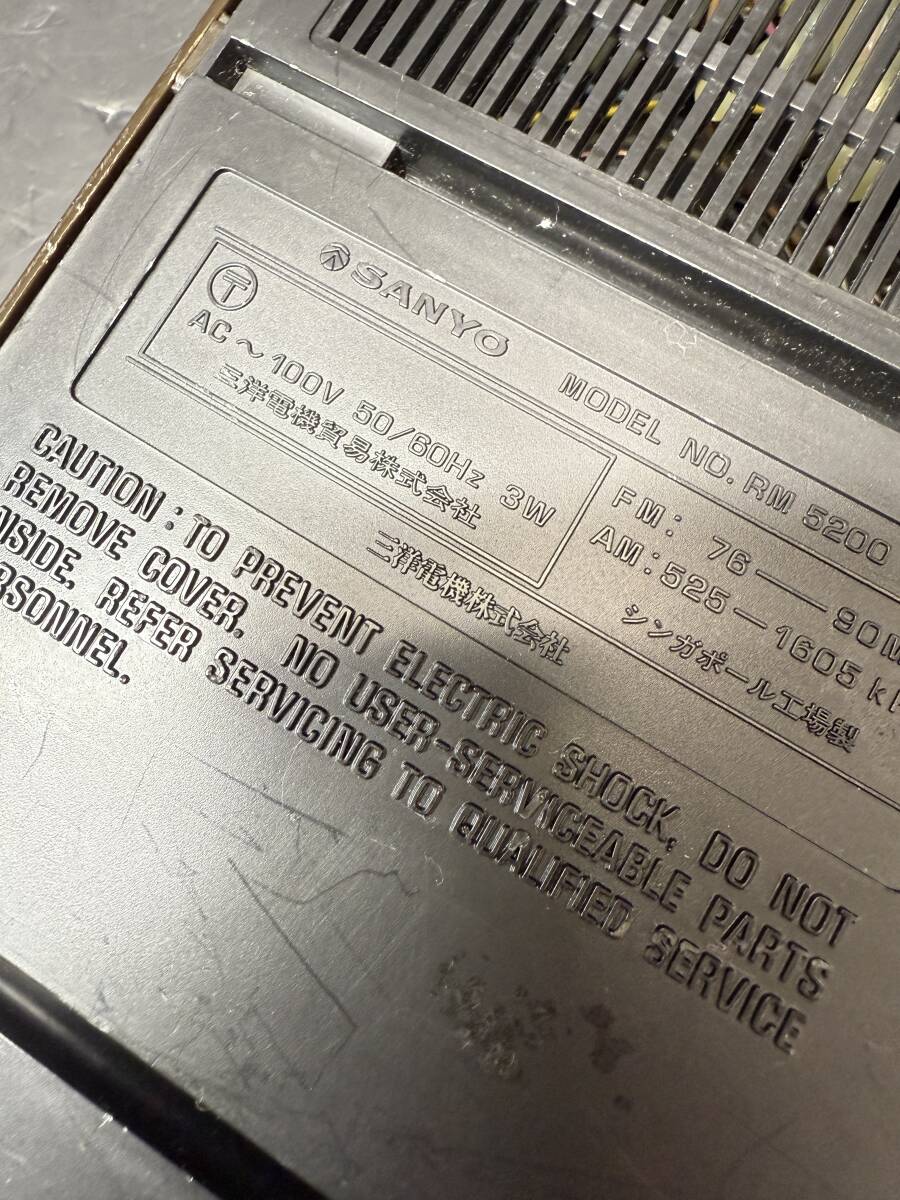 SANYO MODEL NO. RM 5200
〒
AC ~ 100V 50/60Hz 3W
三洋電機貿易株式会社
FM: 76—90M
AM: 525—1605 k
三洋電機株式会社 シンガポール工場製
CAUTION: TO PREVENT ELECTRIC SHOCK, DO NOT
REMOVE COVER. NO USER-SERVICEABLE PARTS
NSIDE. REFER SERVICING TO QUALIFIED SERVICE
RSONNEL.